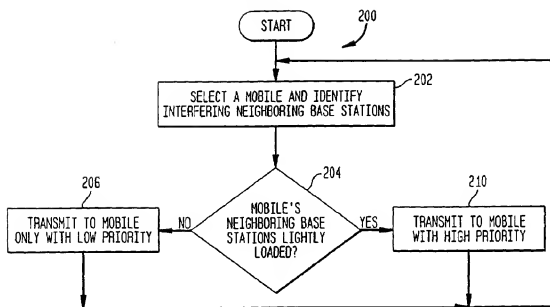 START
200
202
SELECT A MOBILE AND IDENTIFY
INTERFERING NEIGHBORING BASE STATIONS
204
206
210
MOBILE'S
NEIGHBORING BASE
STATIONS LIGHTLY
LOADED?
NO
YES
TRANSMIT TO MOBILE
ONLY WITH LOW PRIORITY
TRANSMIT TO MOBILE
WITH HIGH PRIORITY